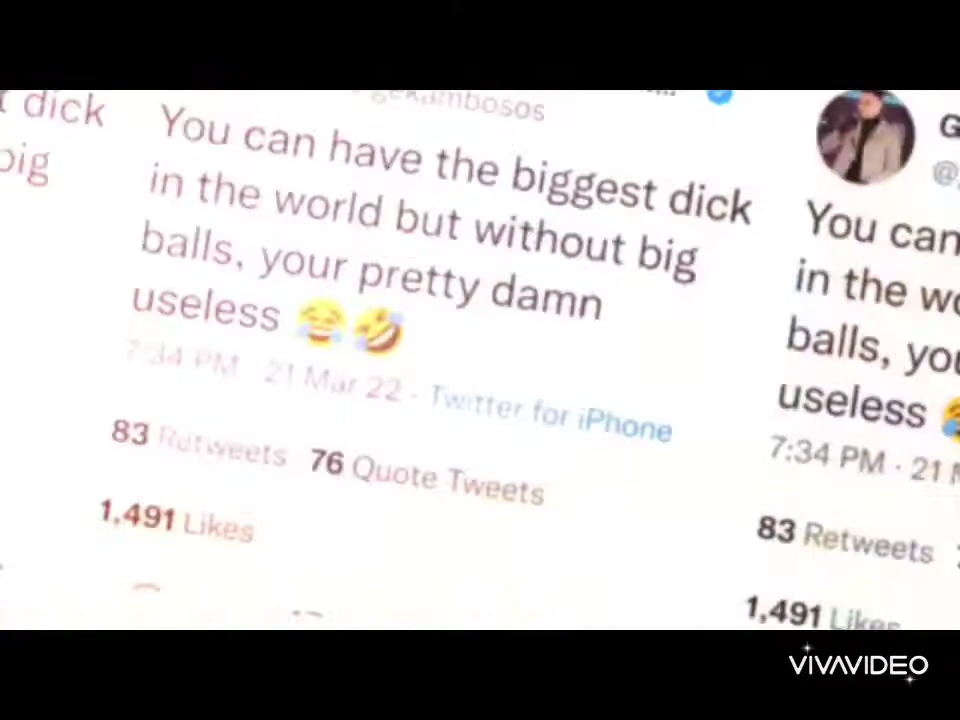 t dick
big
gekambosos
You can have the biggest dick
in the world but without big
balls, your pretty damn
useless 😂🤣
7:34 PM · 21 Mar 22 · Twitter for iPhone
83 Retweets 76 Quote Tweets
1,491 Likes
G
@
You can
in the wo
balls, you
useless 😂
7:34 PM · 21 M
83 Retweets
1,491 Likes
VIVAVIDEO